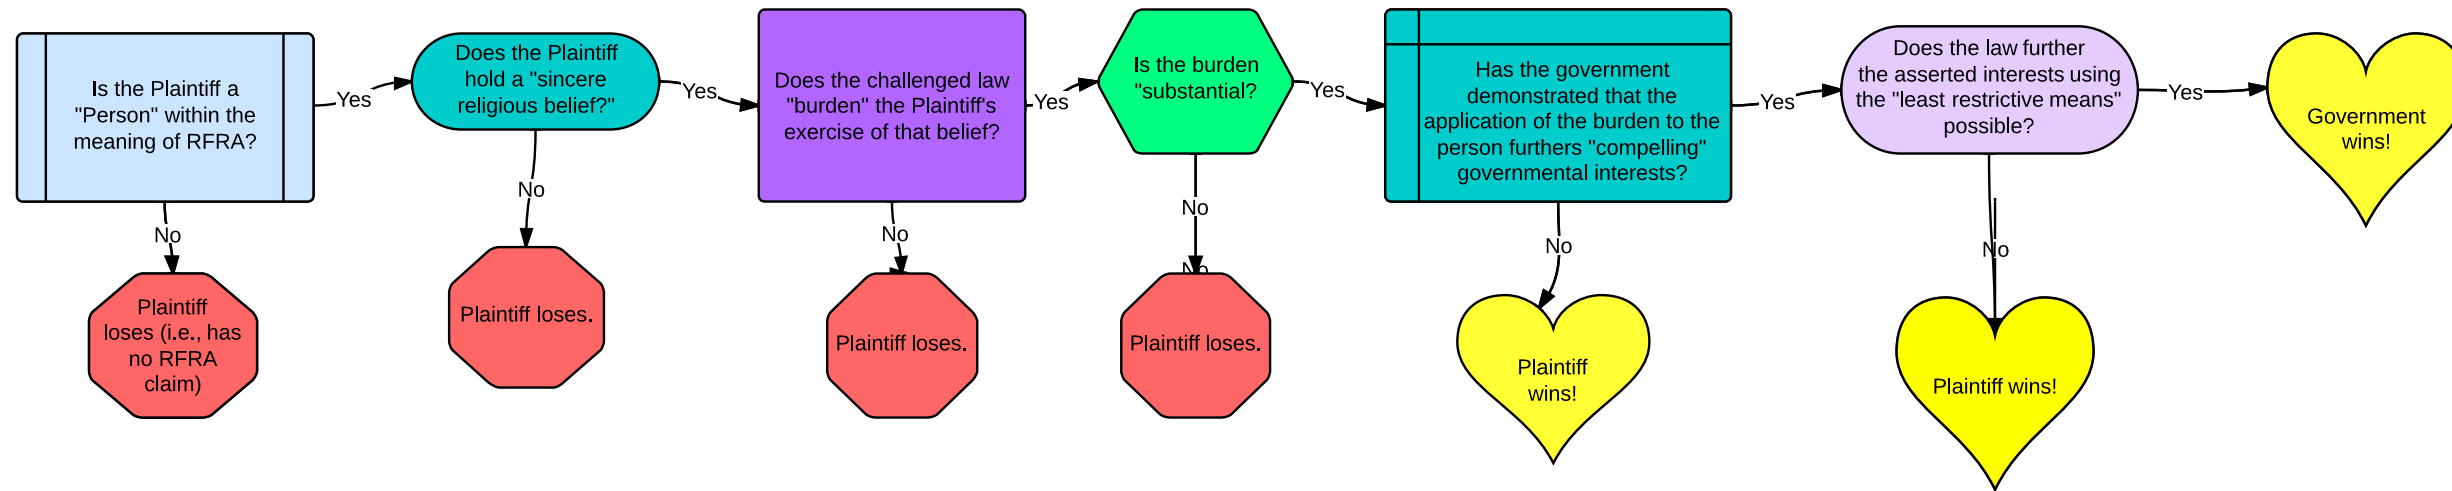 Is the Plaintiff a
"Person" within the
meaning of RFRA?
Yes
Does the Plaintiff
hold a "sincere
religious belief?"
Yes
Does the challenged law
"burden" the Plaintiff's
exercise of that belief?
Yes
Is the burden
"substantial?
Yes
Has the government
demonstrated that the
application of the burden to the
person furthers "compelling"
governmental interests?
Yes
Does the law further
the asserted interests using
the "least restrictive means"
possible?
Yes
Government
wins!
No
No
No
No
No
No
No
Plaintiff
loses (i.e., has
no RFRA
claim)
Plaintiff loses.
Plaintiff loses.
Plaintiff loses.
Plaintiff
wins!
Plaintiff wins!